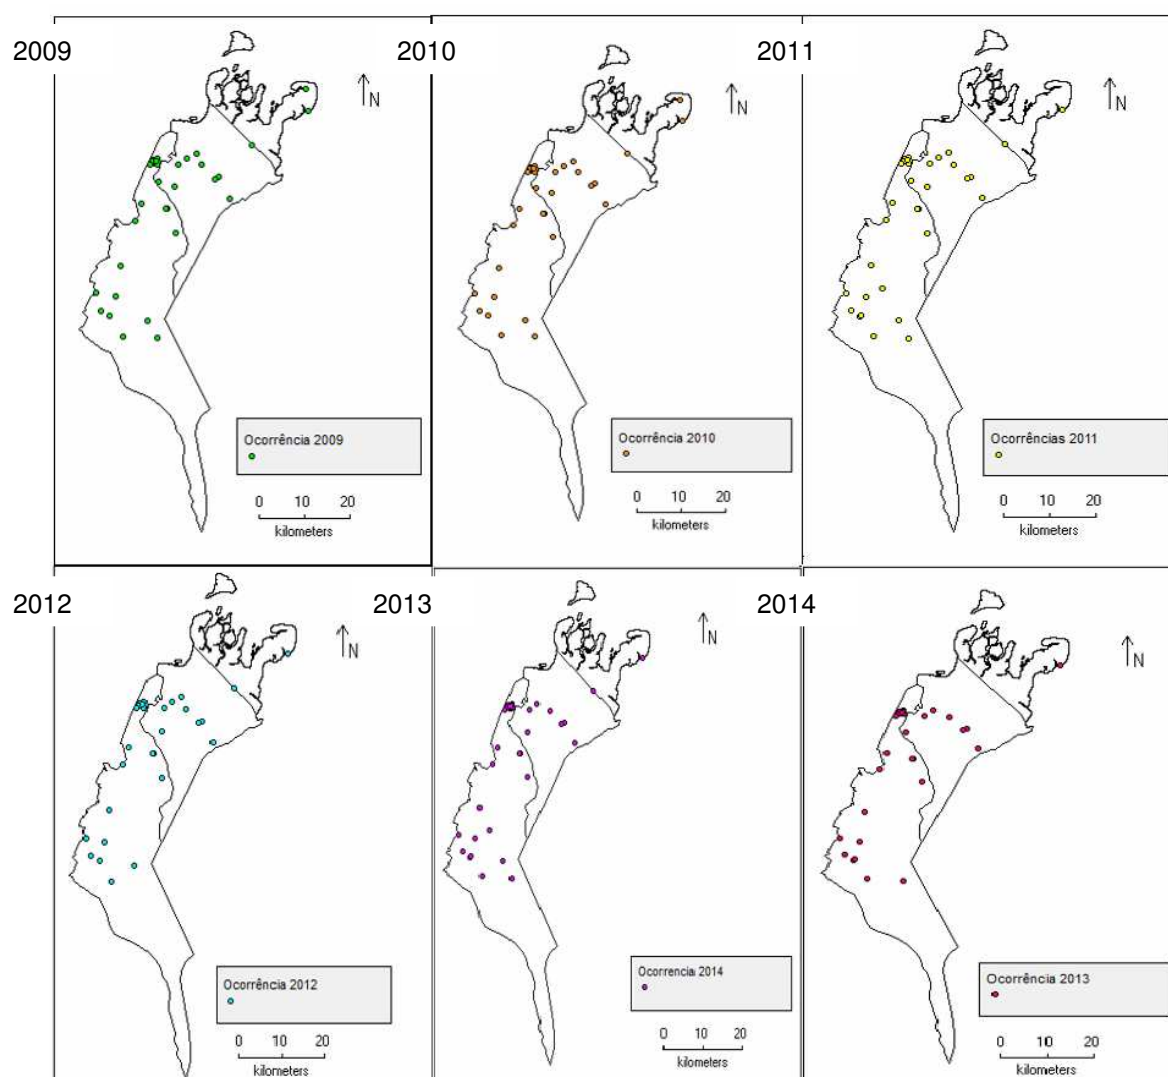 2009
2010
2011
N
N
N
Ocorrência 2009
Ocorrência 2010
Ocorrências 2011
0 10 20
kilometers
0 10 20
kilometers
0 10 20
kilometers
2012
2013
2014
N
N
N
Ocorrência 2012
Ocorrencia 2014
Ocorrência 2013
0 10 20
kilometers
0 10 20
kilometers
0 10 20
kilometers